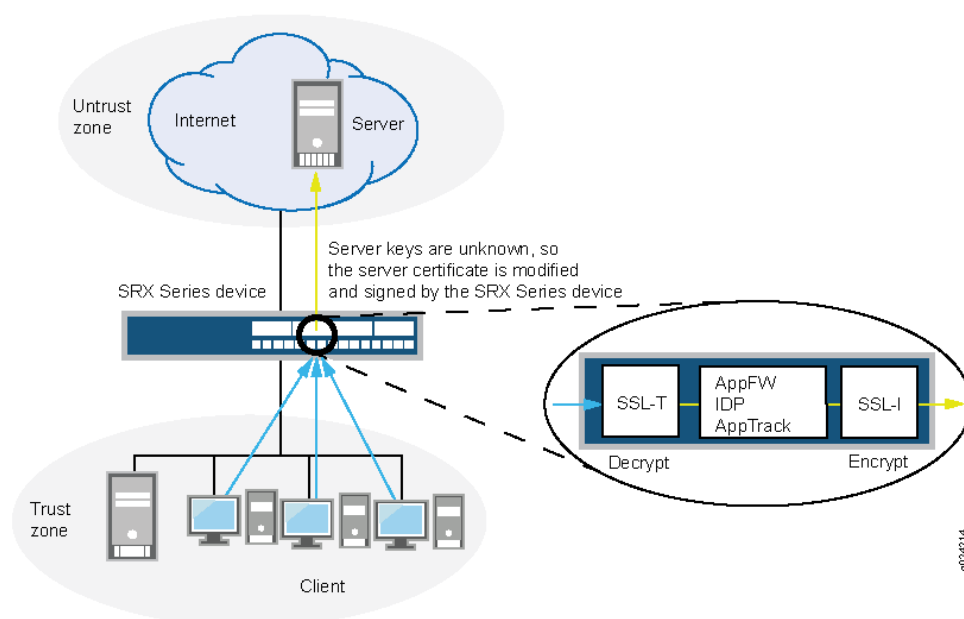 Untrust
zone
Internet
Server
Server keys are unknown, so
the server certificate is modified
and signed by the SRX Series device
SRX Series device
SSL-T
AppFW
IDP
AppTrack
SSL-I
Decrypt
Encrypt
Trust
zone
Client
g034214